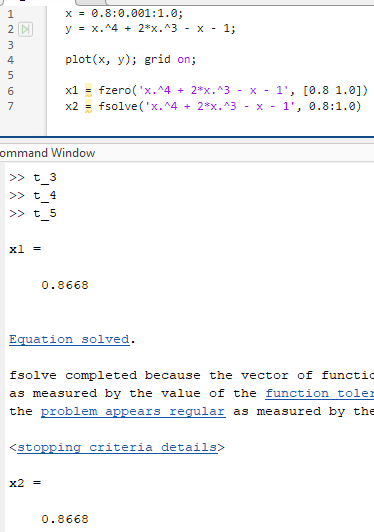 1 x = 0.8:0.001:1.0;
2 y = x.^4 + 2*x.^3 - x - 1;
3
4 plot(x, y); grid on;
5
6 x1 = fzero('x.^4 + 2*x.^3 - x - 1', [0.8 1.0])
7 x2 = fsolve('x.^4 + 2*x.^3 - x - 1', 0.8:1.0)
ommand Window
>> t_3
>> t_4
>> t_5
x1 =
0.8668
Equation solved.
fsolve completed because the vector of functio
as measured by the value of the function toler
the problem appears regular as measured by the
<stopping criteria details>
x2 =
0.8668